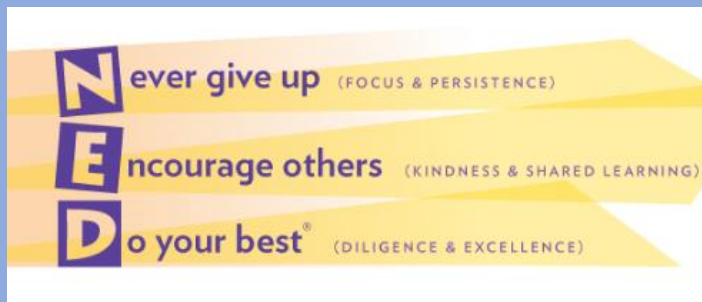 Never give up (FOCUS & PERSISTENCE)
Encourage others (KINDNESS & SHARED LEARNING)
Do your best® (DILIGENCE & EXCELLENCE)